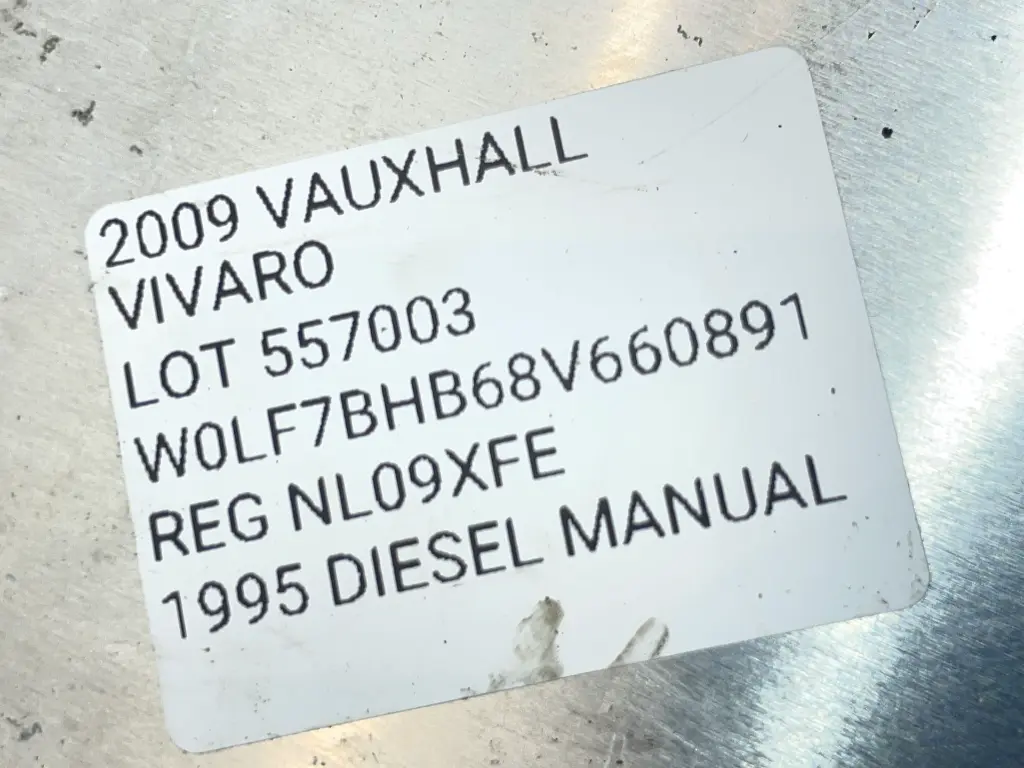 2009 VAUXHALL
VIVARO
LOT 557003
W0LF7BHB68V660891
REG NL09XFE
1995 DIESEL MANUAL